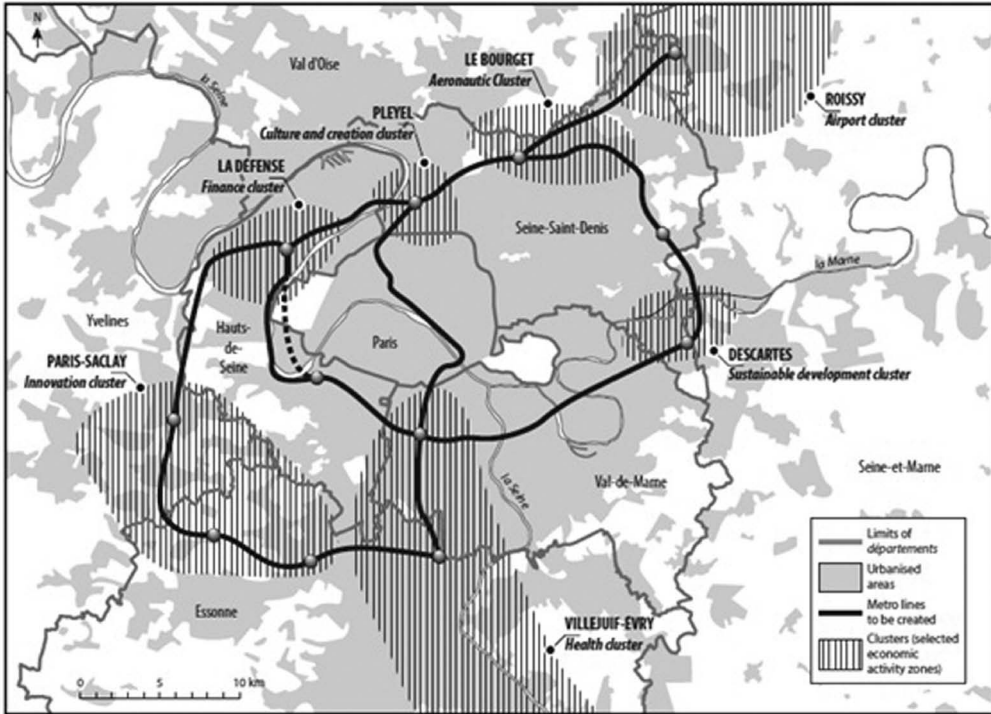 N
la Seine
Val d'Oise
LE BOURGET
Aeronautic Cluster
PLEYEL
Culture and creation cluster
ROISSY
Airport cluster
LA DÉFENSE
Finance cluster
Seine-Saint-Denis
la Marne
Yvelines
Hauts-
de-
Seine
Paris
PARIS-SACLAY
Innovation cluster
DESCARTES
Sustainable development cluster
Seine-et-Marne
la Seine
Val-de-Marne
Essonne
VILLEJUIF-ÉVRY
Health cluster
0 5 10 km
Limits of
départements
Urbanised
areas
Metro lines
to be created
Clusters (selected
economic
activity zones)